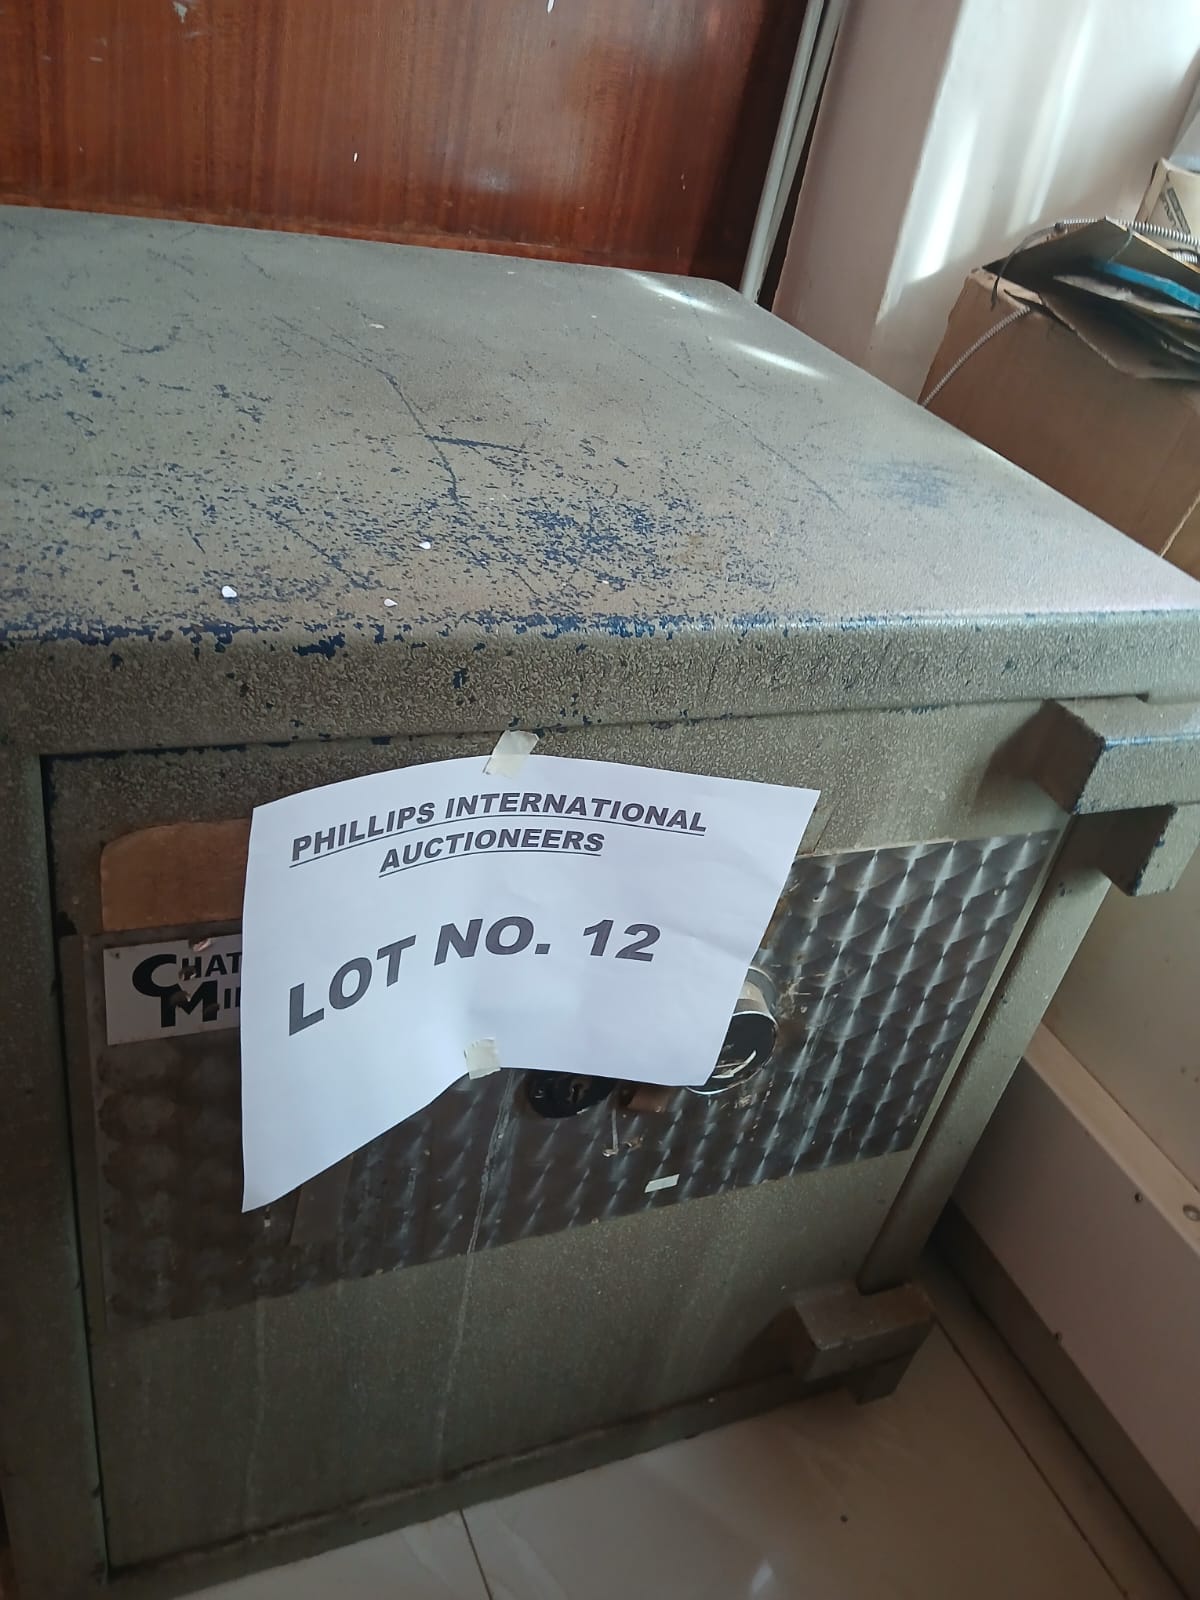 PHILLIPS INTERNATIONAL
AUCTIONEERS
LOT NO. 12